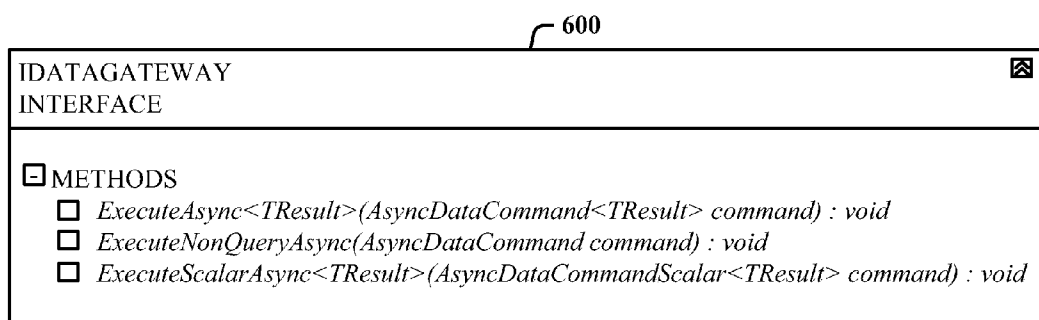 600
IDATAGATEWAY
INTERFACE
METHODS
ExecuteAsync<TResult>(AsyncDataCommand<TResult> command) : void
ExecuteNonQueryAsync(AsyncDataCommand command) : void
ExecuteScalarAsync<TResult>(AsyncDataCommandScalar<TResult> command) : void